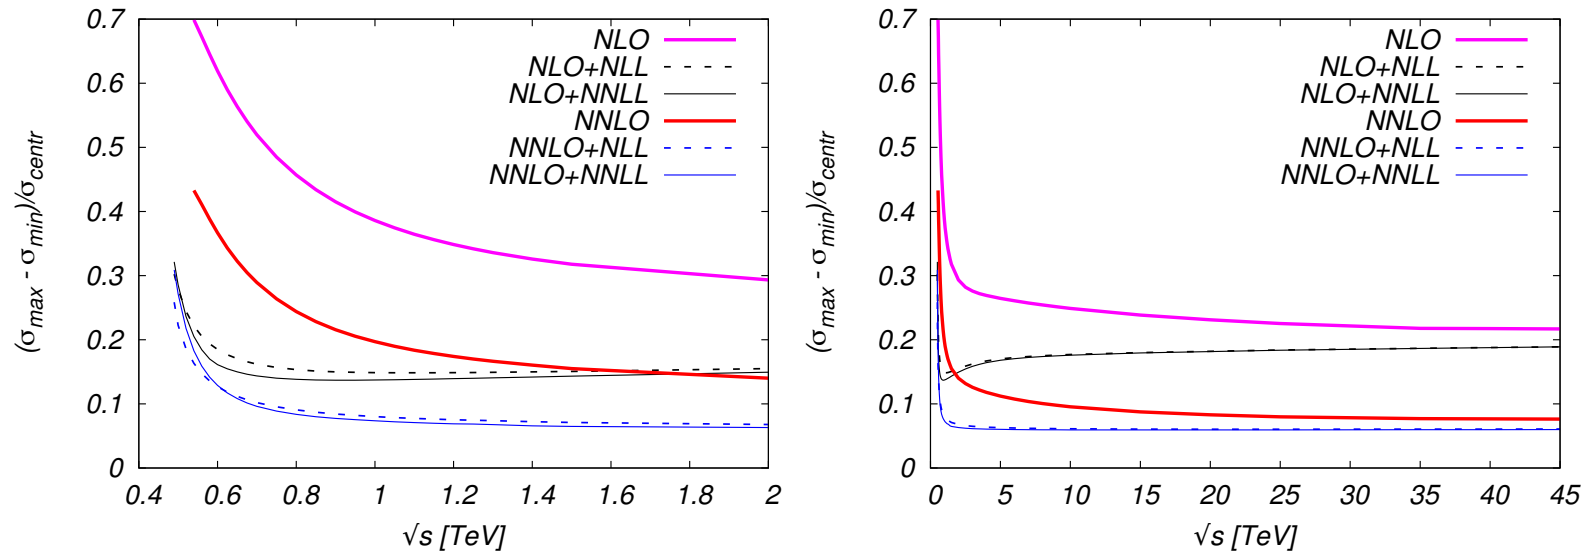 0.7
0.6
0.5
0.4
0.3
0.2
0.1
0
(σmax - σmin)/σcentr
NLO
NLO+NLL
NLO+NNLL
NNLO
NNLO+NLL
NNLO+NNLL
0.4 0.6 0.8 1 1.2 1.4 1.6 1.8 2
√s [TeV]
0.7
0.6
0.5
0.4
0.3
0.2
0.1
0
(σmax - σmin)/σcentr
NLO
NLO+NLL
NLO+NNLL
NNLO
NNLO+NLL
NNLO+NNLL
0 5 10 15 20 25 30 35 40 45
√s [TeV]